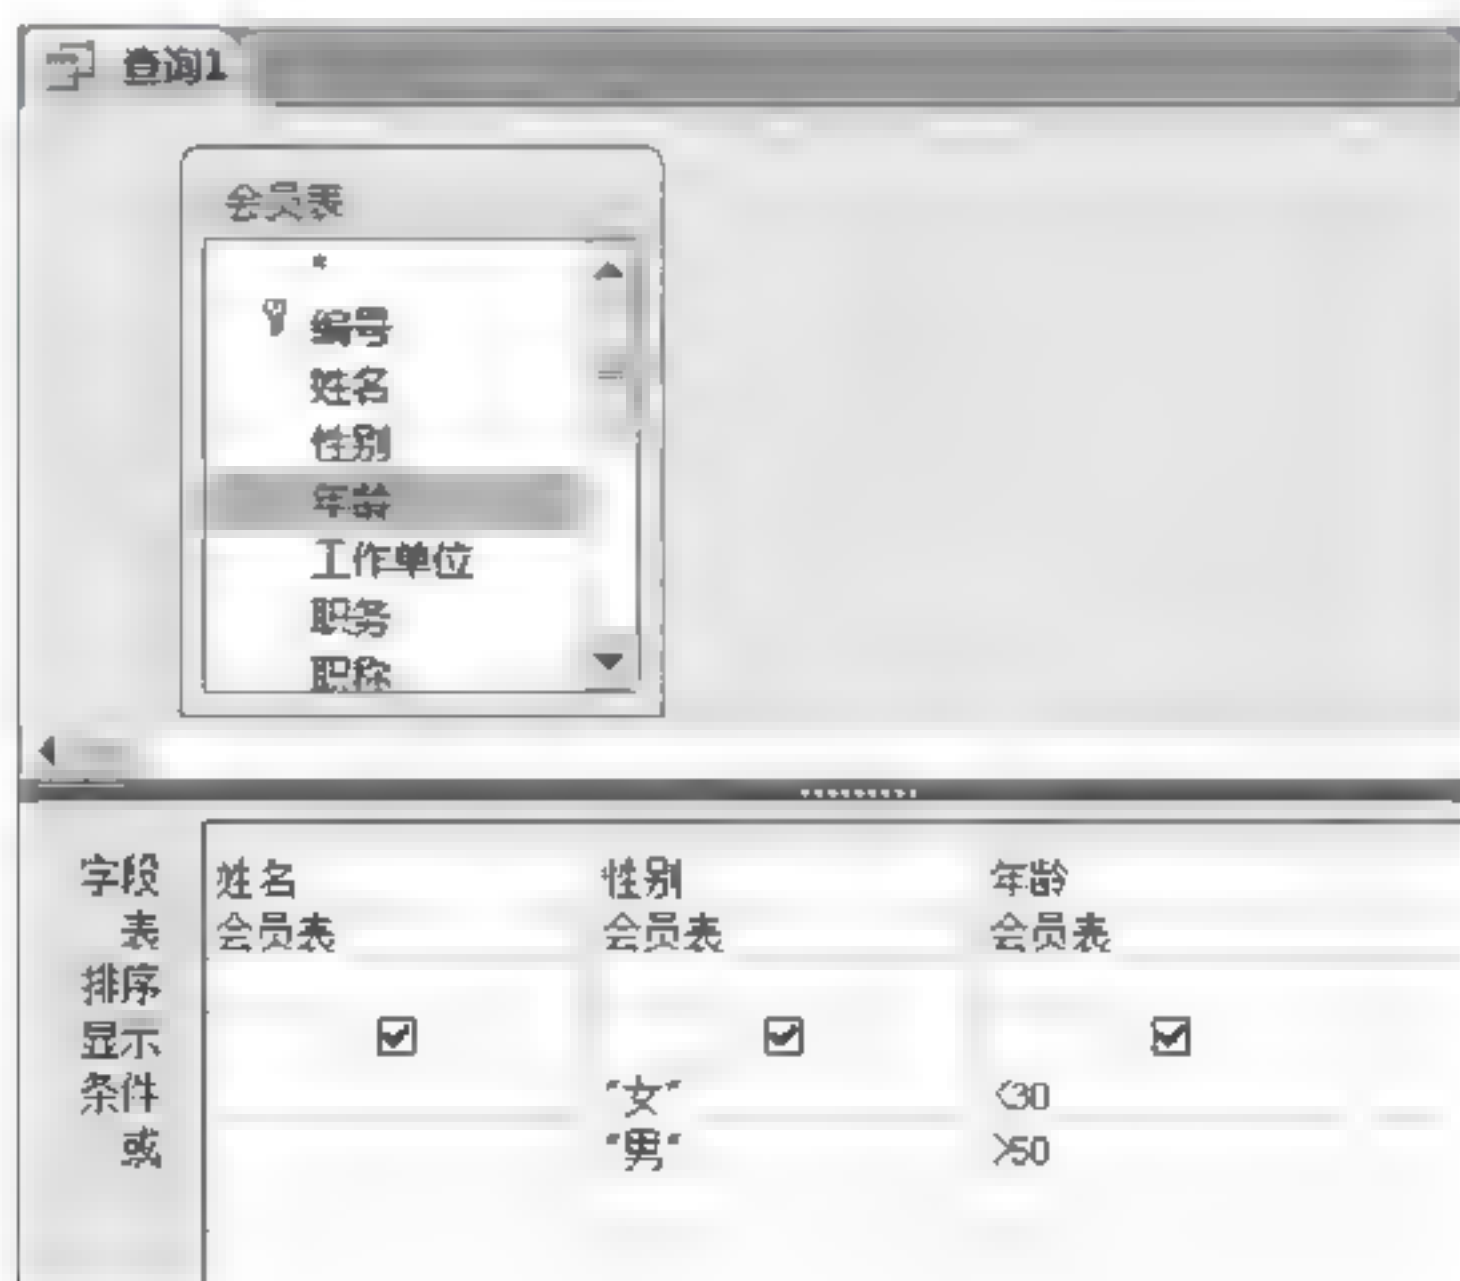 查询1
会员表
*
编号
姓名
性别
年龄
工作单位
职务
职称
字段 姓名 性别 年龄
表 会员表 会员表 会员表
排序
显示
条件 "女" <30
或 "男" >50